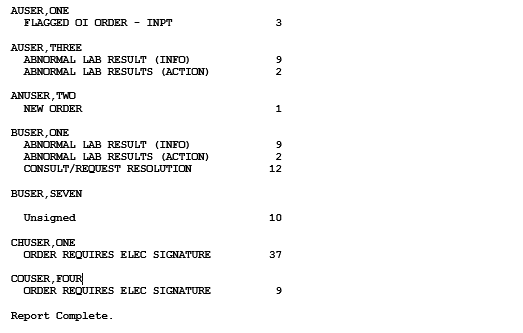 AUSER,ONE
FLAGGED OI ORDER - INPT 3
AUSER,THREE
ABNORMAL LAB RESULT (INFO) 9
ABNORMAL LAB RESULTS (ACTION) 2
ANUSER,TWO
NEW ORDER 1
BUSER,ONE
ABNORMAL LAB RESULT (INFO) 9
ABNORMAL LAB RESULTS (ACTION) 2
CONSULT/REQUEST RESOLUTION 12
BUSER,SEVEN
Unsigned 10
CHUSER,ONE
ORDER REQUIRES ELEC SIGNATURE 37
COUSER,FOUR
ORDER REQUIRES ELEC SIGNATURE 9
Report Complete.